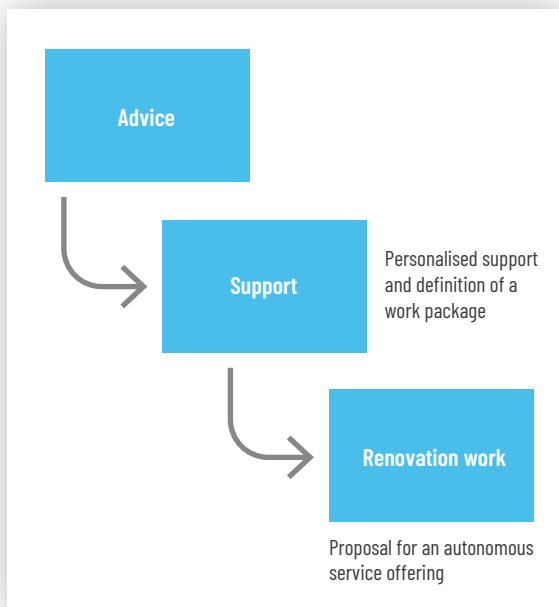 Advice
Support
Personalised support
and definition of a
work package
Renovation work
Proposal for an autonomous
service offering